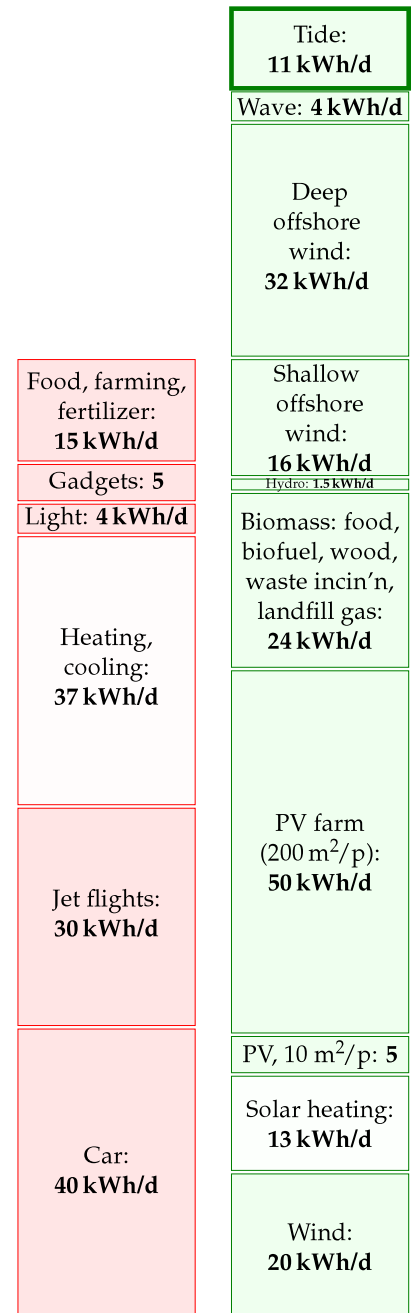 Food, farming,
fertilizer:
15 kWh/d
Gadgets: 5
Light: 4 kWh/d
Heating,
cooling:
37 kWh/d
Jet flights:
30 kWh/d
Car:
40 kWh/d
Tide:
11 kWh/d
Wave: 4 kWh/d
Deep
offshore
wind:
32 kWh/d
Shallow
offshore
wind:
16 kWh/d
Hydro: 1.5 kWh/d
Biomass: food,
biofuel, wood,
waste incin'n,
landfill gas:
24 kWh/d
PV farm
(200 m²/p):
50 kWh/d
PV, 10 m²/p: 5
Solar heating:
13 kWh/d
Wind:
20 kWh/d